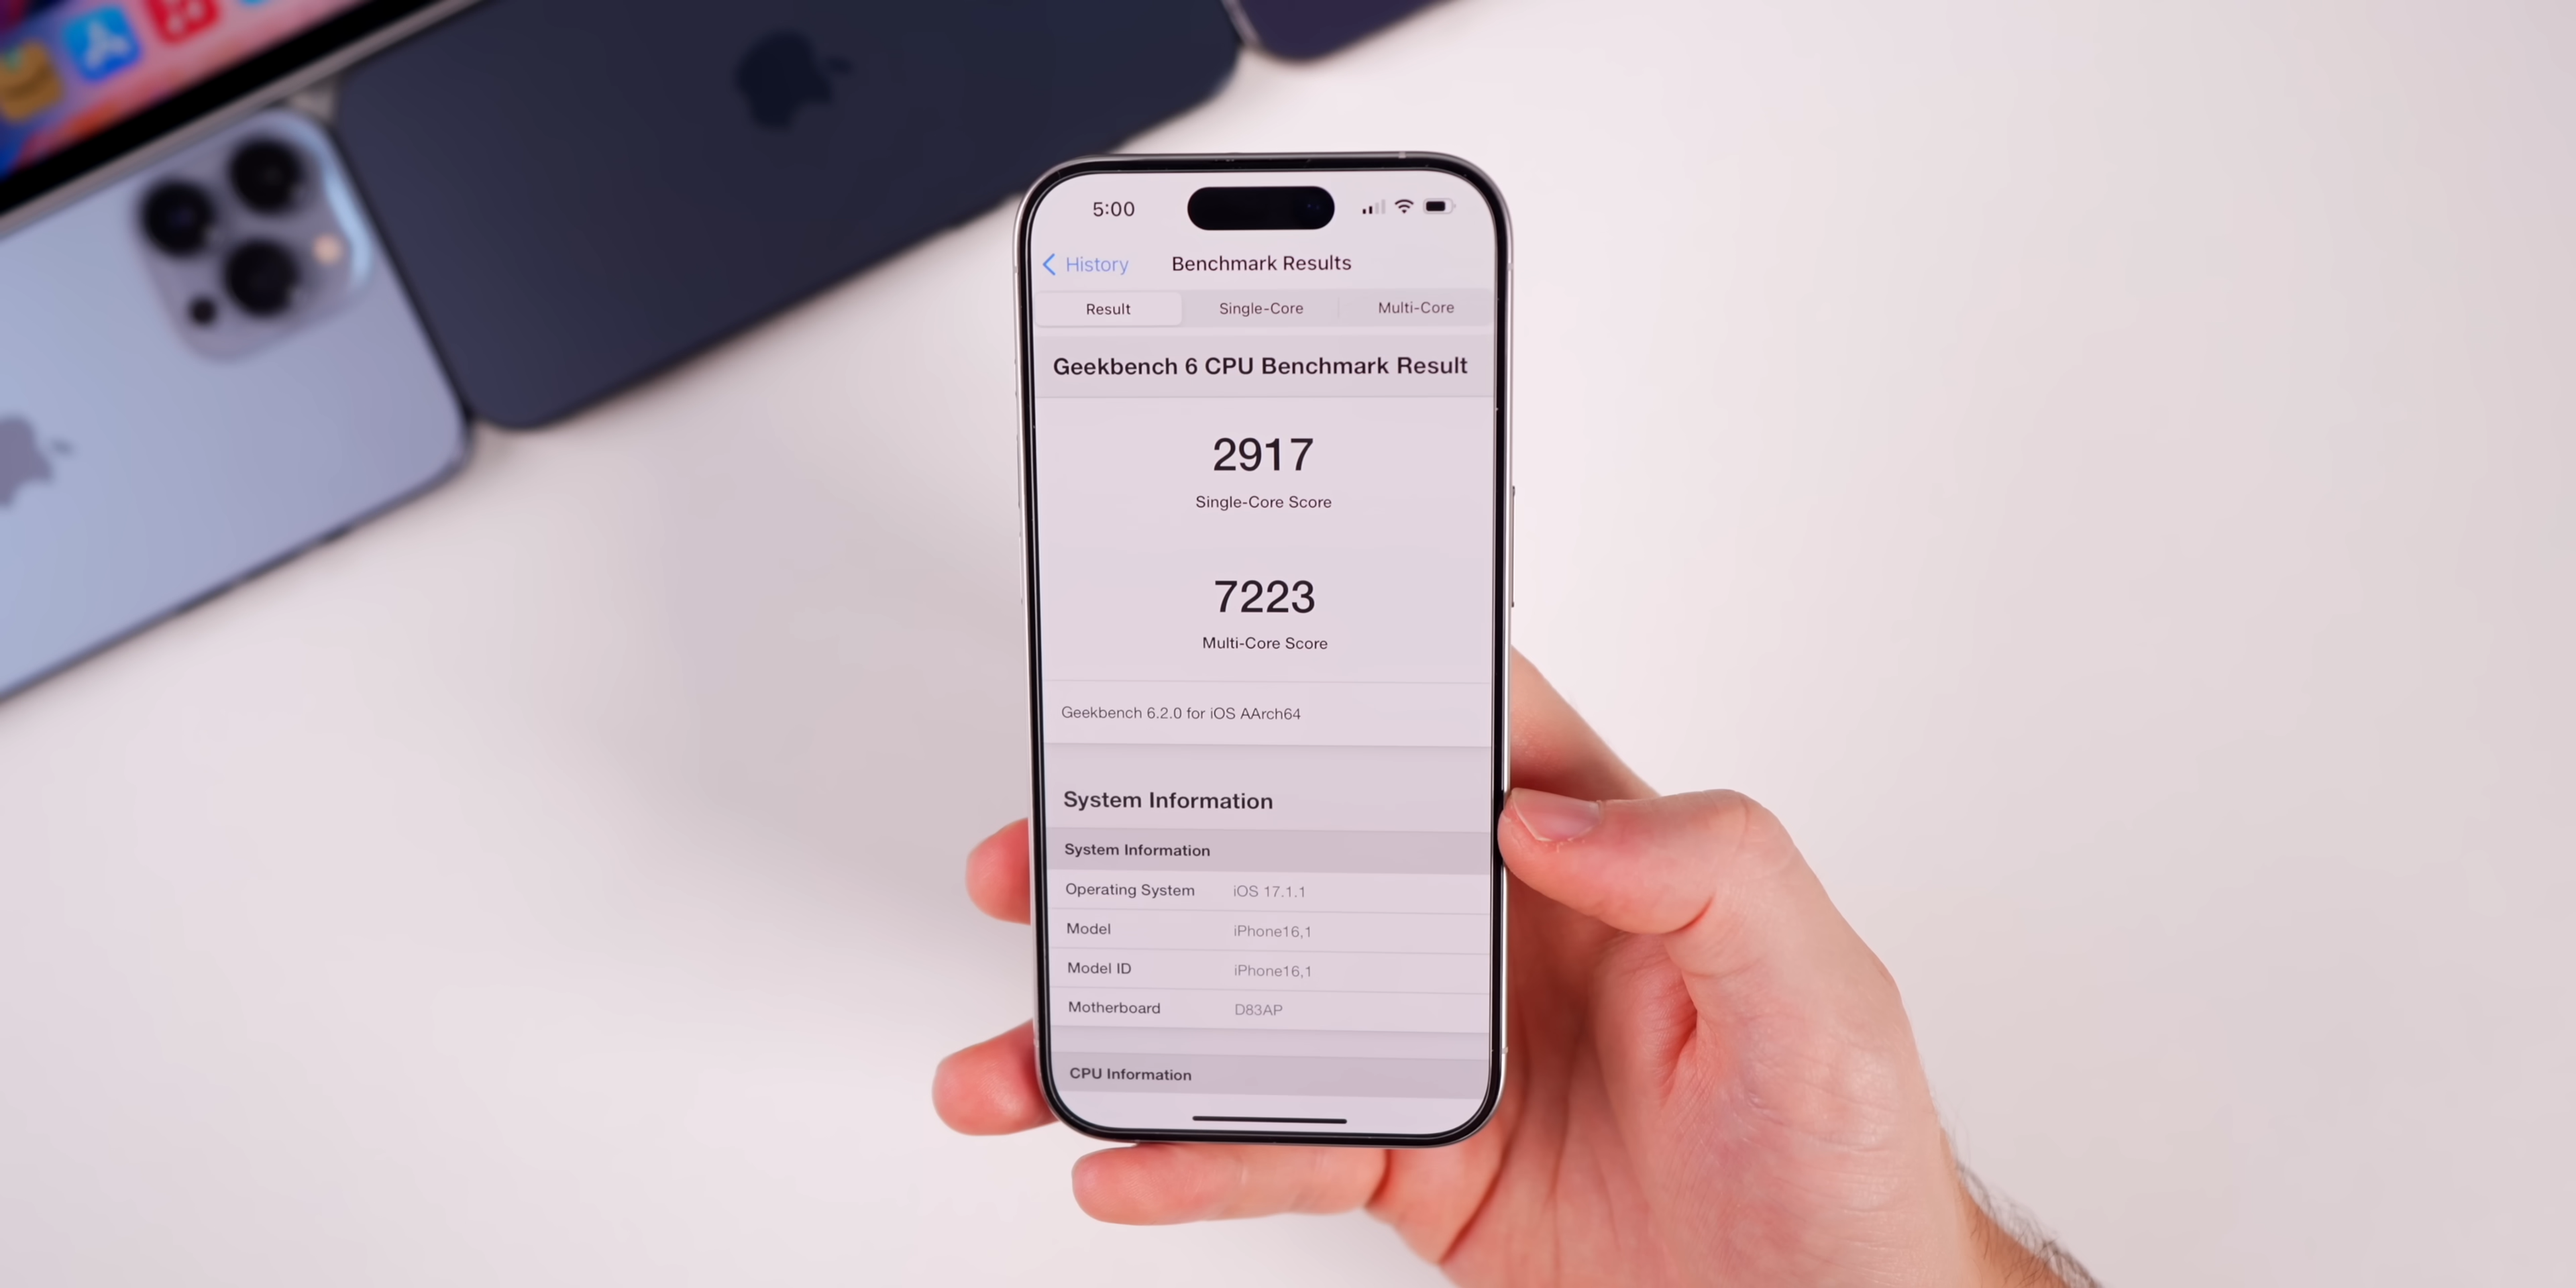 5:00
History Benchmark Results
Result Single-Core Multi-Core
Geekbench 6 CPU Benchmark Result
2917
Single-Core Score
7223
Multi-Core Score
Geekbench 6.2.0 for iOS AArch64
System Information
System Information
Operating System iOS 17.1.1
Model iPhone16,1
Model ID iPhone16,1
Motherboard D83AP
CPU Information